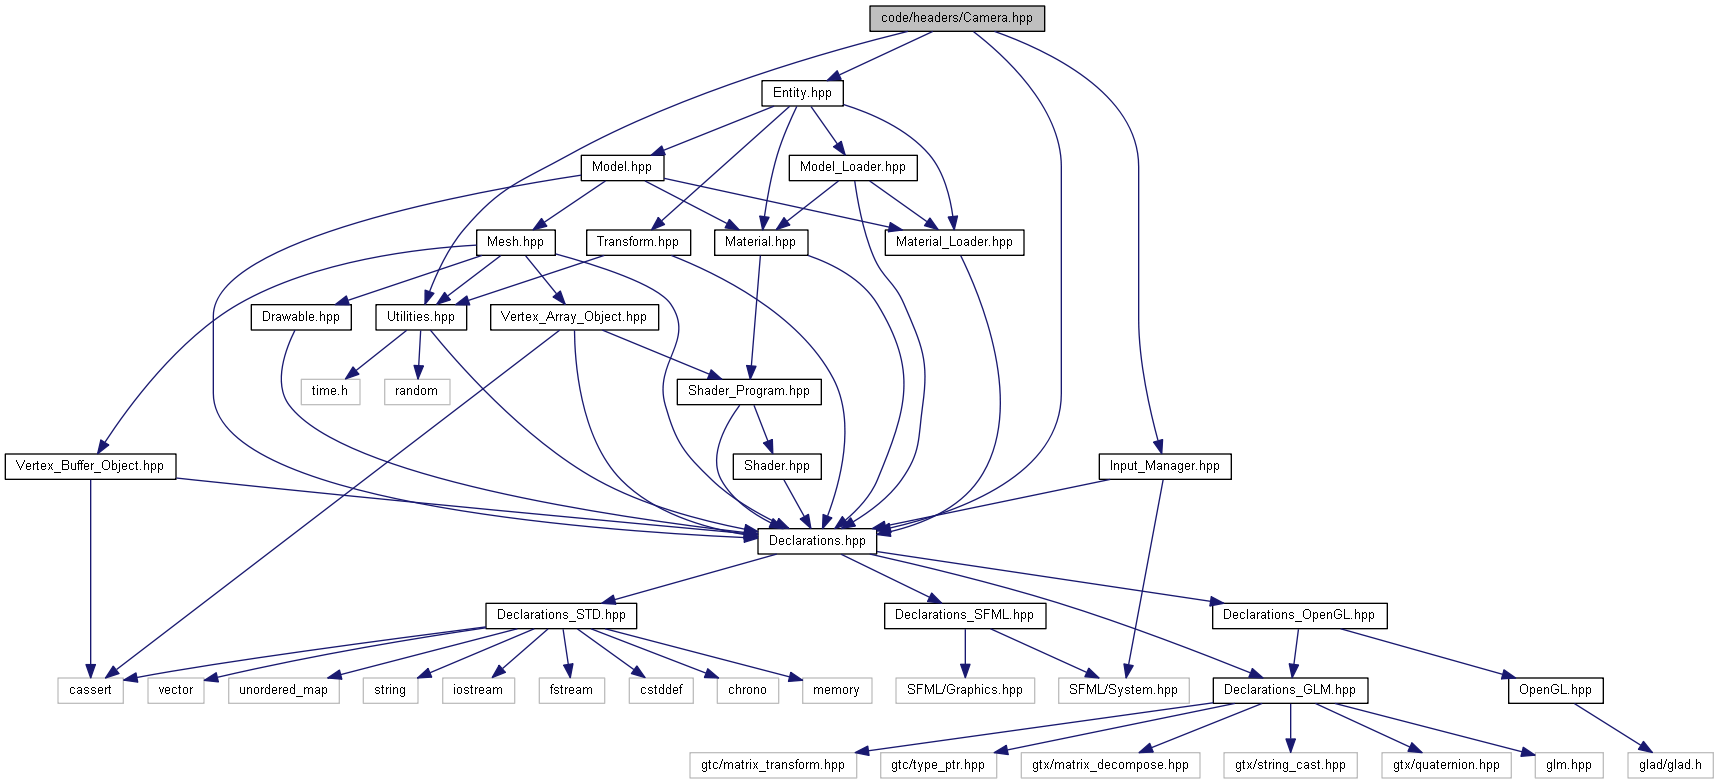 code/headers/Camera.hpp
Entity.hpp
Model.hpp
Model_Loader.hpp
Mesh.hpp
Transform.hpp
Material.hpp
Material_Loader.hpp
Drawable.hpp
Utilities.hpp
Vertex_Array_Object.hpp
time.h
random
Shader_Program.hpp
Vertex_Buffer_Object.hpp
Shader.hpp
Input_Manager.hpp
Declarations.hpp
Declarations_STD.hpp
Declarations_SFML.hpp
Declarations_OpenGL.hpp
cassert
vector
unordered_map
string
iostream
fstream
cstddef
chrono
memory
SFML/Graphics.hpp
SFML/System.hpp
Declarations_GLM.hpp
OpenGL.hpp
gtc/matrix_transform.hpp
gtc/type_ptr.hpp
gtx/matrix_decompose.hpp
gtx/string_cast.hpp
gtx/quaternion.hpp
glm.hpp
glad/glad.h